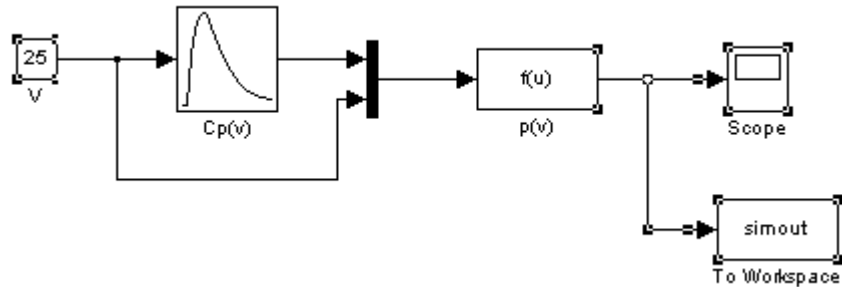 25
V
Cp(v)
f(u)
p(v)
Scope
simout
To Workspace